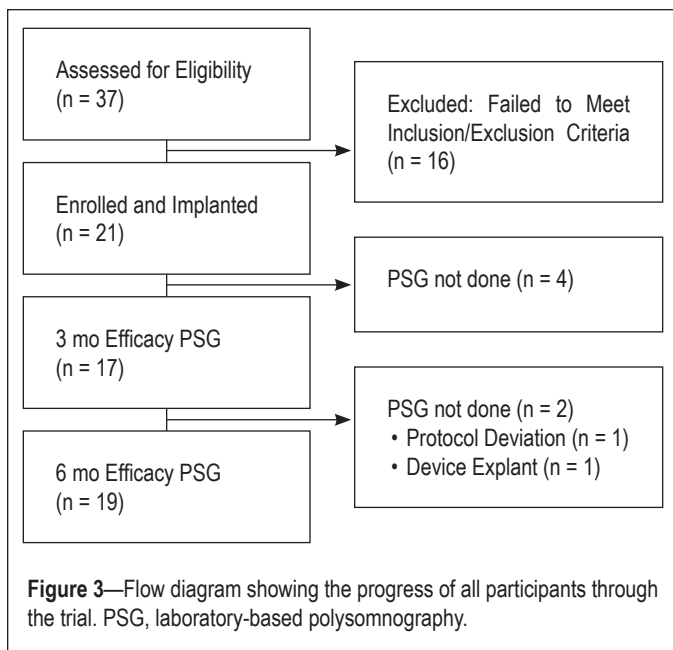 Assessed for Eligibility
(n = 37)
Excluded: Failed to Meet
Inclusion/Exclusion Criteria
(n = 16)
Enrolled and Implanted
(n = 21)
PSG not done (n = 4)
3 mo Efficacy PSG
(n = 17)
PSG not done (n = 2)
• Protocol Deviation (n = 1)
• Device Explant (n = 1)
6 mo Efficacy PSG
(n = 19)
Figure 3—Flow diagram showing the progress of all participants through
the trial. PSG, laboratory-based polysomnography.